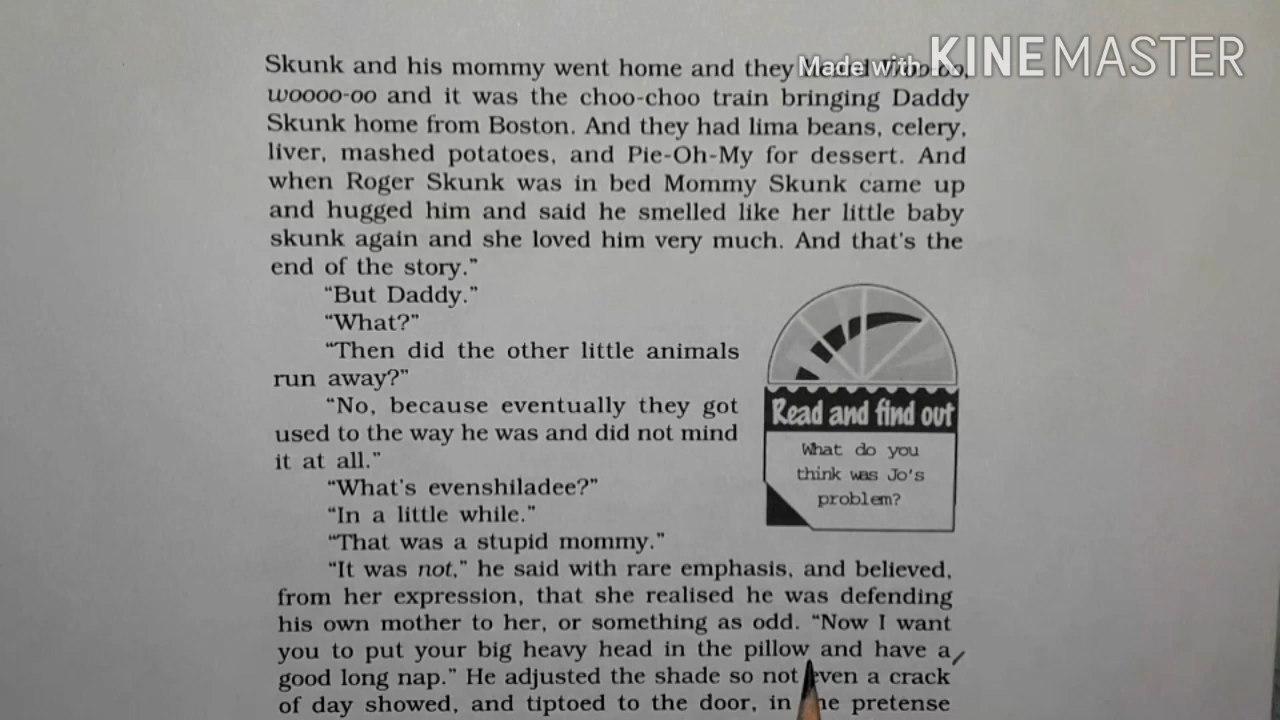 Made with KINEMASTER
Skunk and his mommy went home and they
woooo-oo and it was the choo-choo train bringing Daddy
Skunk home from Boston. And they had lima beans, celery,
liver, mashed potatoes, and Pie-Oh-My for dessert. And
when Roger Skunk was in bed Mommy Skunk came up
and hugged him and said he smelled like her little baby
skunk again and she loved him very much. And that's the
end of the story.”
“But Daddy.”
“What?”
“Then did the other little animals
run away?”
“No, because eventually they got
used to the way he was and did not mind
it at all.”
“What's evenshiladee?”
“In a little while.”
“That was a stupid mommy.”
Read and find out
What do you
think was Jo's
problem?
“It was not,” he said with rare emphasis, and believed,
from her expression, that she realised he was defending
his own mother to her, or something as odd. “Now I want
you to put your big heavy head in the pillow and have a
good long nap.” He adjusted the shade so not even a crack
of day showed, and tiptoed to the door, in the pretense